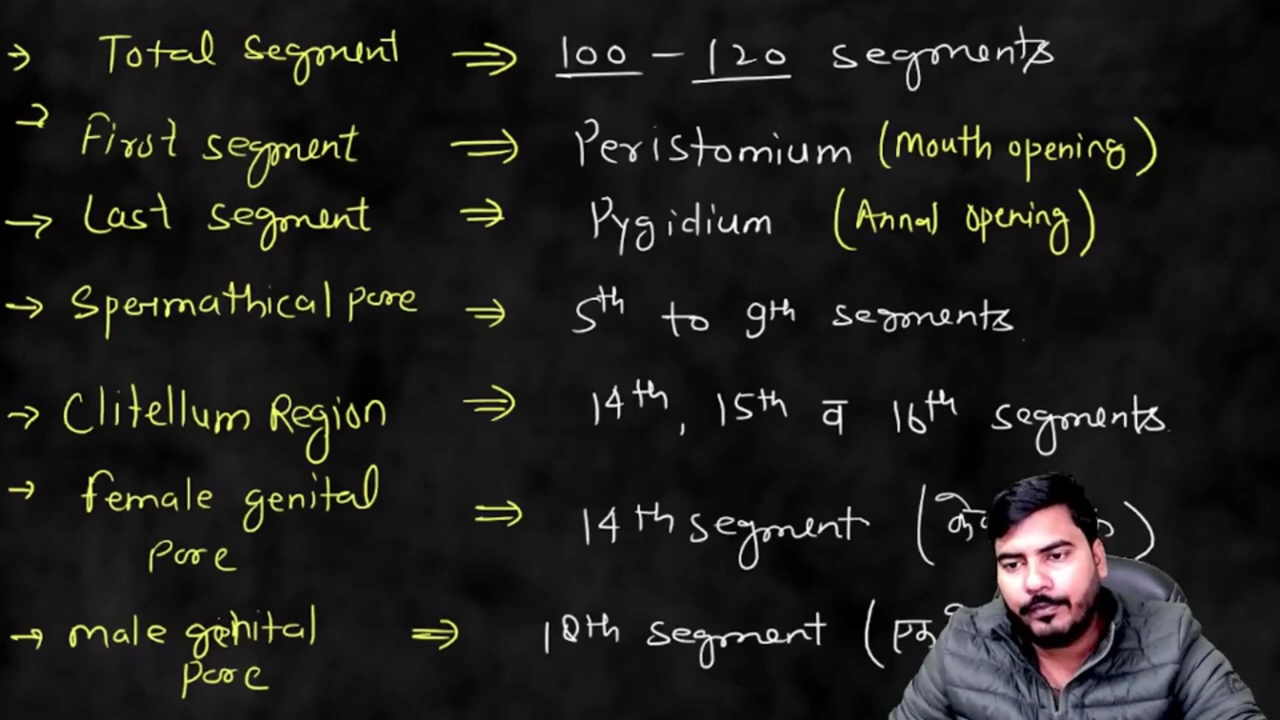 → Total segment ⇒ 100 - 120 segments
→ First segment ⇒ Peristomium (Mouth opening)
→ Last segment ⇒ Pygidium (Annal opening)
→ Spermathical pore ⇒ 5th to 9th segments
→ Clitellum Region ⇒ 14th, 15th व 16th segments
→ female genital pore ⇒ 14th segment
→ male genital pore ⇒ 18th segment